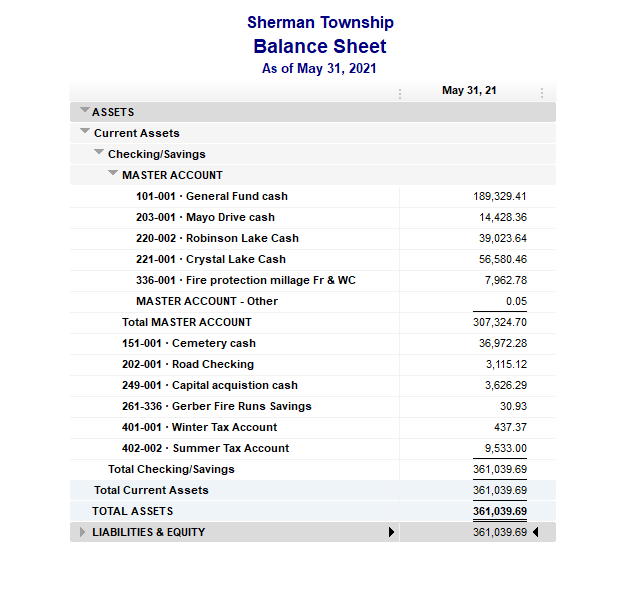 Sherman Township
Balance Sheet
As of May 31, 2021
May 31, 21
ASSETS
Current Assets
Checking/Savings
MASTER ACCOUNT
101-001 · General Fund cash 189,329.41
203-001 · Mayo Drive cash 14,428.36
220-002 · Robinson Lake Cash 39,023.64
221-001 · Crystal Lake Cash 56,580.46
336-001 · Fire protection millage Fr & WC 7,962.78
MASTER ACCOUNT - Other 0.05
Total MASTER ACCOUNT 307,324.70
151-001 · Cemetery cash 36,972.28
202-001 · Road Checking 3,115.12
249-001 · Capital acquistion cash 3,626.29
261-336 · Gerber Fire Runs Savings 30.93
401-001 · Winter Tax Account 437.37
402-002 · Summer Tax Account 9,533.00
Total Checking/Savings 361,039.69
Total Current Assets 361,039.69
TOTAL ASSETS 361,039.69
LIABILITIES & EQUITY 361,039.69